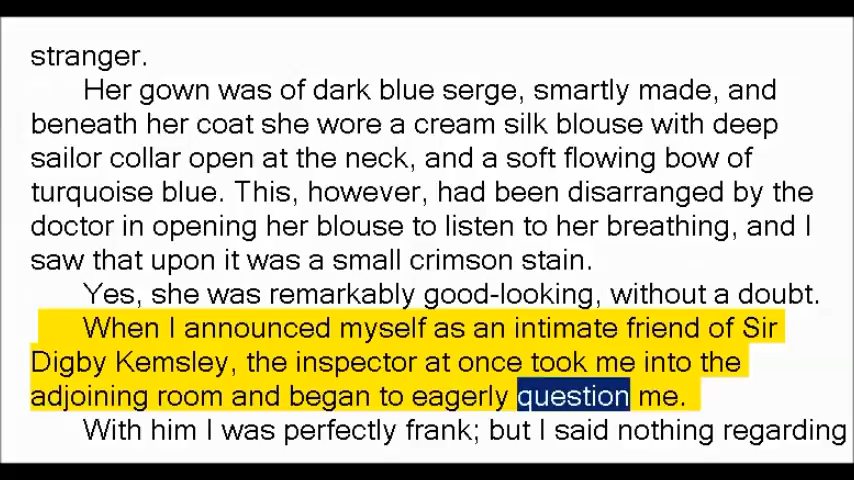 stranger.
Her gown was of dark blue serge, smartly made, and
beneath her coat she wore a cream silk blouse with deep
sailor collar open at the neck, and a soft flowing bow of
turquoise blue. This, however, had been disarranged by the
doctor in opening her blouse to listen to her breathing, and I
saw that upon it was a small crimson stain.
Yes, she was remarkably good-looking, without a doubt.
When I announced myself as an intimate friend of Sir
Digby Kemsley, the inspector at once took me into the
adjoining room and began to eagerly question me.
With him I was perfectly frank; but I said nothing regarding